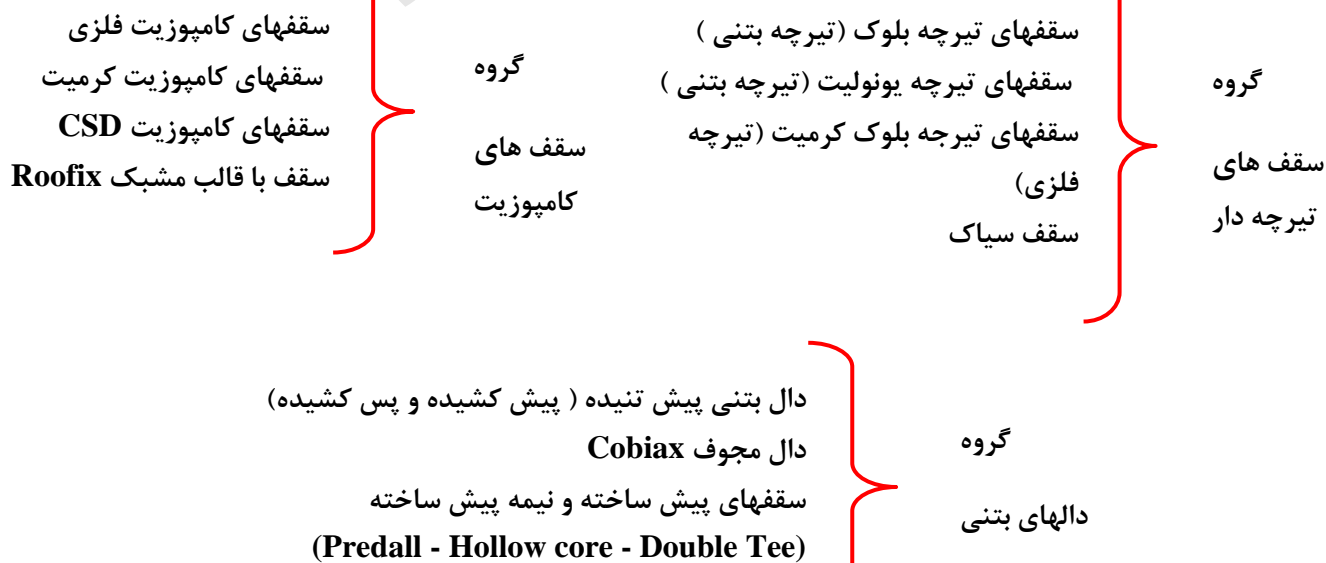 گروه
سقف های
تیرچه دار
سقفهای تیرچه بلوک (تیرچه بتنی )
سقفهای تیرچه یونولیت (تیرچه بتنی )
سقفهای تیرجه بلوک کرمیت (تیرچه
فلزی)
سقف سیاک
گروه
سقف های
کامپوزیت
سقفهای کامپوزیت فلزی
سقفهای کامپوزیت کرمیت
سقفهای کامپوزیت CSD
سقف با قالب مشبک Roofix
گروه
دالهای بتنی
دال بتنی پیش تنیده ( پیش کشیده و پس کشیده)
دال مجوف Cobiax
سقفهای پیش ساخته و نیمه پیش ساخته
(Predall - Hollow core - Double Tee)